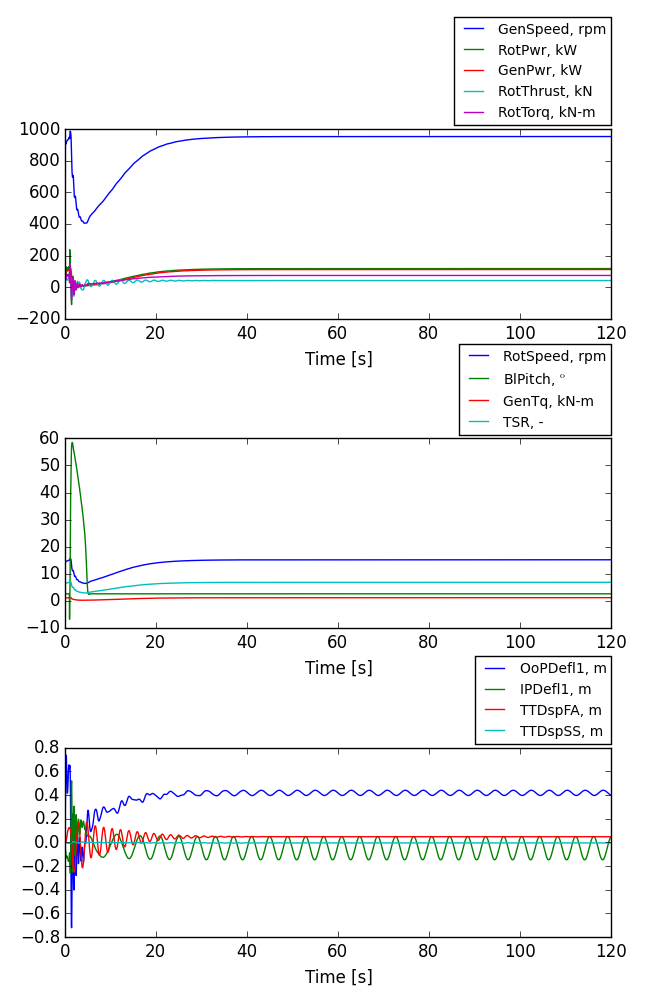 GenSpeed, rpm
RotPwr, kW
GenPwr, kW
RotThrust, kN
RotTorq, kN-m
1000
800
600
400
200
0
−200
0 20 40 60 80 100 120
Time [s]
RotSpeed, rpm
BlPitch, °
GenTq, kN-m
TSR, -
60
50
40
30
20
10
0
−10
0 20 40 60 80 100 120
Time [s]
OoPDefl1, m
IPDefl1, m
TTDspFA, m
TTDspSS, m
0.8
0.6
0.4
0.2
0.0
−0.2
−0.4
−0.6
−0.8
0 20 40 60 80 100 120
Time [s]